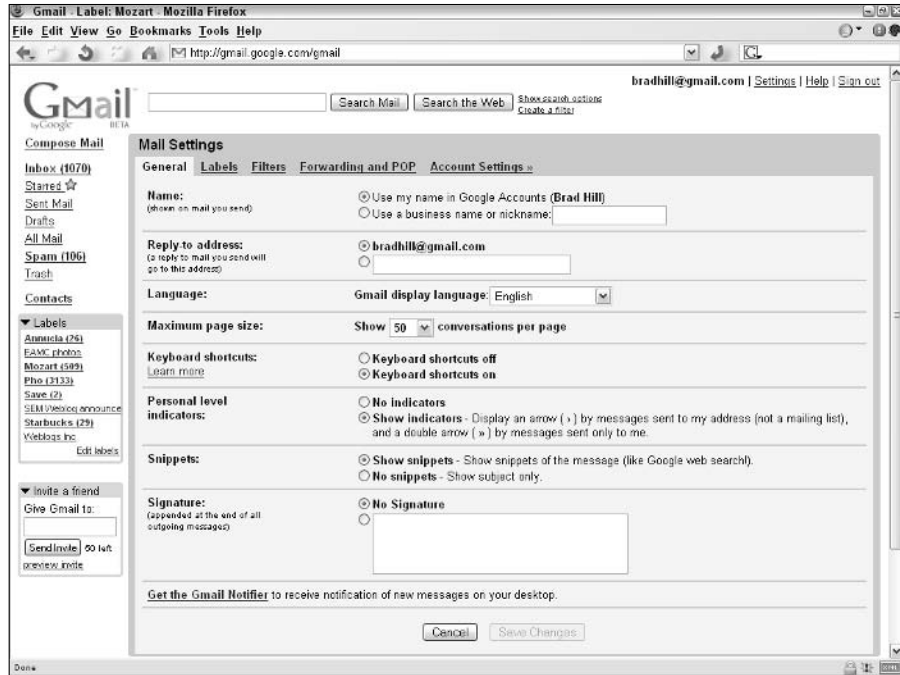 Gmail - Label: Mozart - Mozilla Firefox
File Edit View Go Bookmarks Tools Help
http://gmail.google.com/gmail
G
bradhill@gmail.com | Settings | Help | Sign out
GMail
by Google BETA
Search Mail
Search the Web
Show search options
Create a filter
Compose Mail
Inbox (1070)
Starred
Sent Mail
Drafts
All Mail
Spam (106)
Trash
Contacts
Labels
Annucia (26)
EAMC photos
Mozart (509)
Pho (3133)
Save (2)
SEM Weblog announce
Starbucks (29)
Weblogs Inc
Edit labels
Invite a friend
Give Gmail to:
Send Invite 50 left
preview invite
Mail Settings
General Labels Filters Forwarding and POP Account Settings »
Name:
(shown on mail you send)
Use my name in Google Accounts (Brad Hill)
Use a business name or nickname:
Reply-to address:
(a reply to mail you send will
go to this address)
bradhill@gmail.com
Language:
Gmail display language: English
Maximum page size:
Show 50 conversations per page
Keyboard shortcuts:
Learn more
Keyboard shortcuts off
Keyboard shortcuts on
Personal level
indicators:
No indicators
Show indicators - Display an arrow ( › ) by messages sent to my address (not a mailing list),
and a double arrow ( » ) by messages sent only to me.
Snippets:
Show snippets - Show snippets of the message (like Google web search!).
No snippets - Show subject only.
Signature:
(appended at the end of all
outgoing messages)
No Signature
Get the Gmail Notifier to receive notification of new messages on your desktop.
Cancel
Save Changes
Done